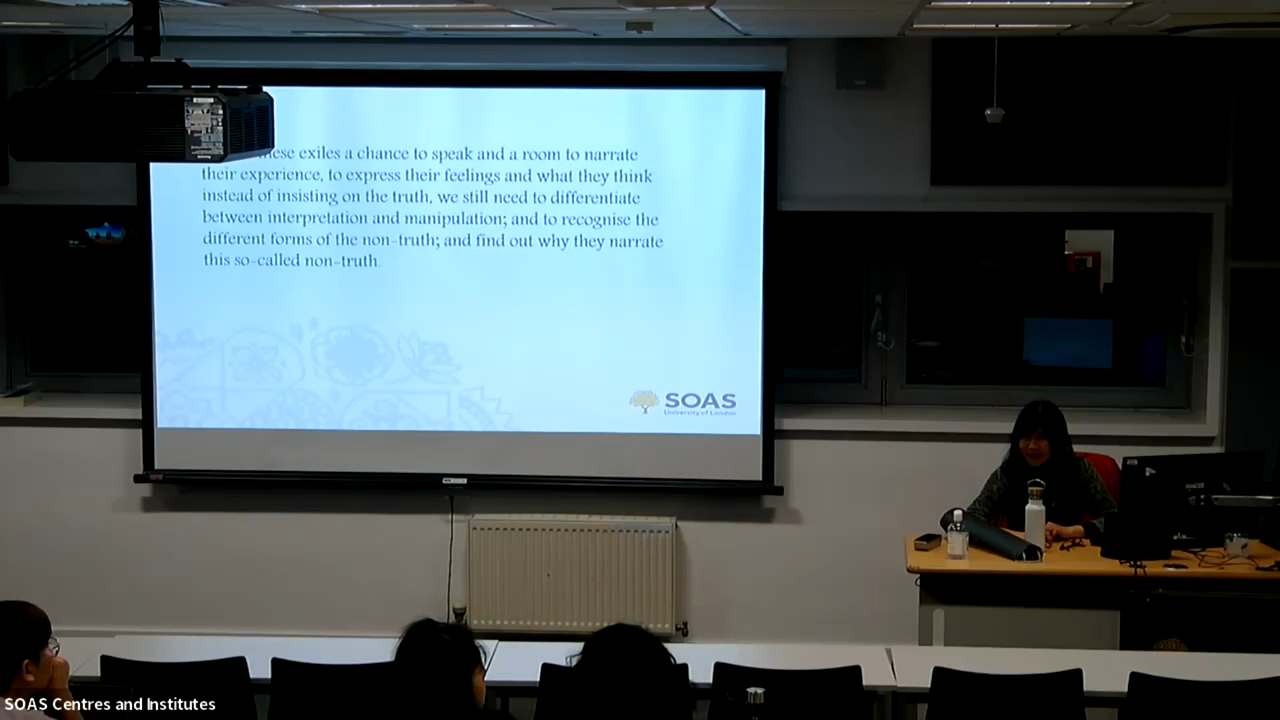 exiles a chance to speak and a room to narrate
their experience, to express their feelings and what they think
instead of insisting on the truth, we still need to differentiate
between interpretation and manipulation; and to recognise the
different forms of the non-truth; and find out why they narrate
this so-called non-truth.
SOAS
University of London
SOAS Centres and Institutes